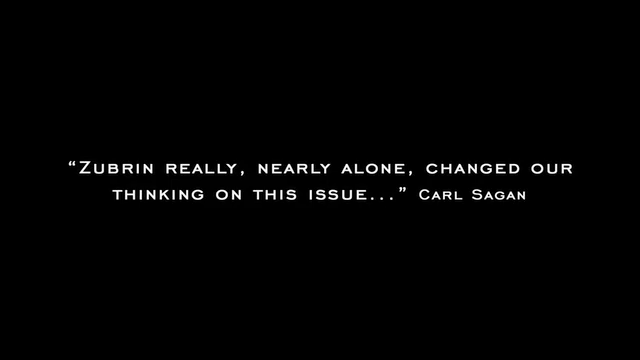 “Zubrin really, nearly alone, changed our
thinking on this issue...” Carl Sagan